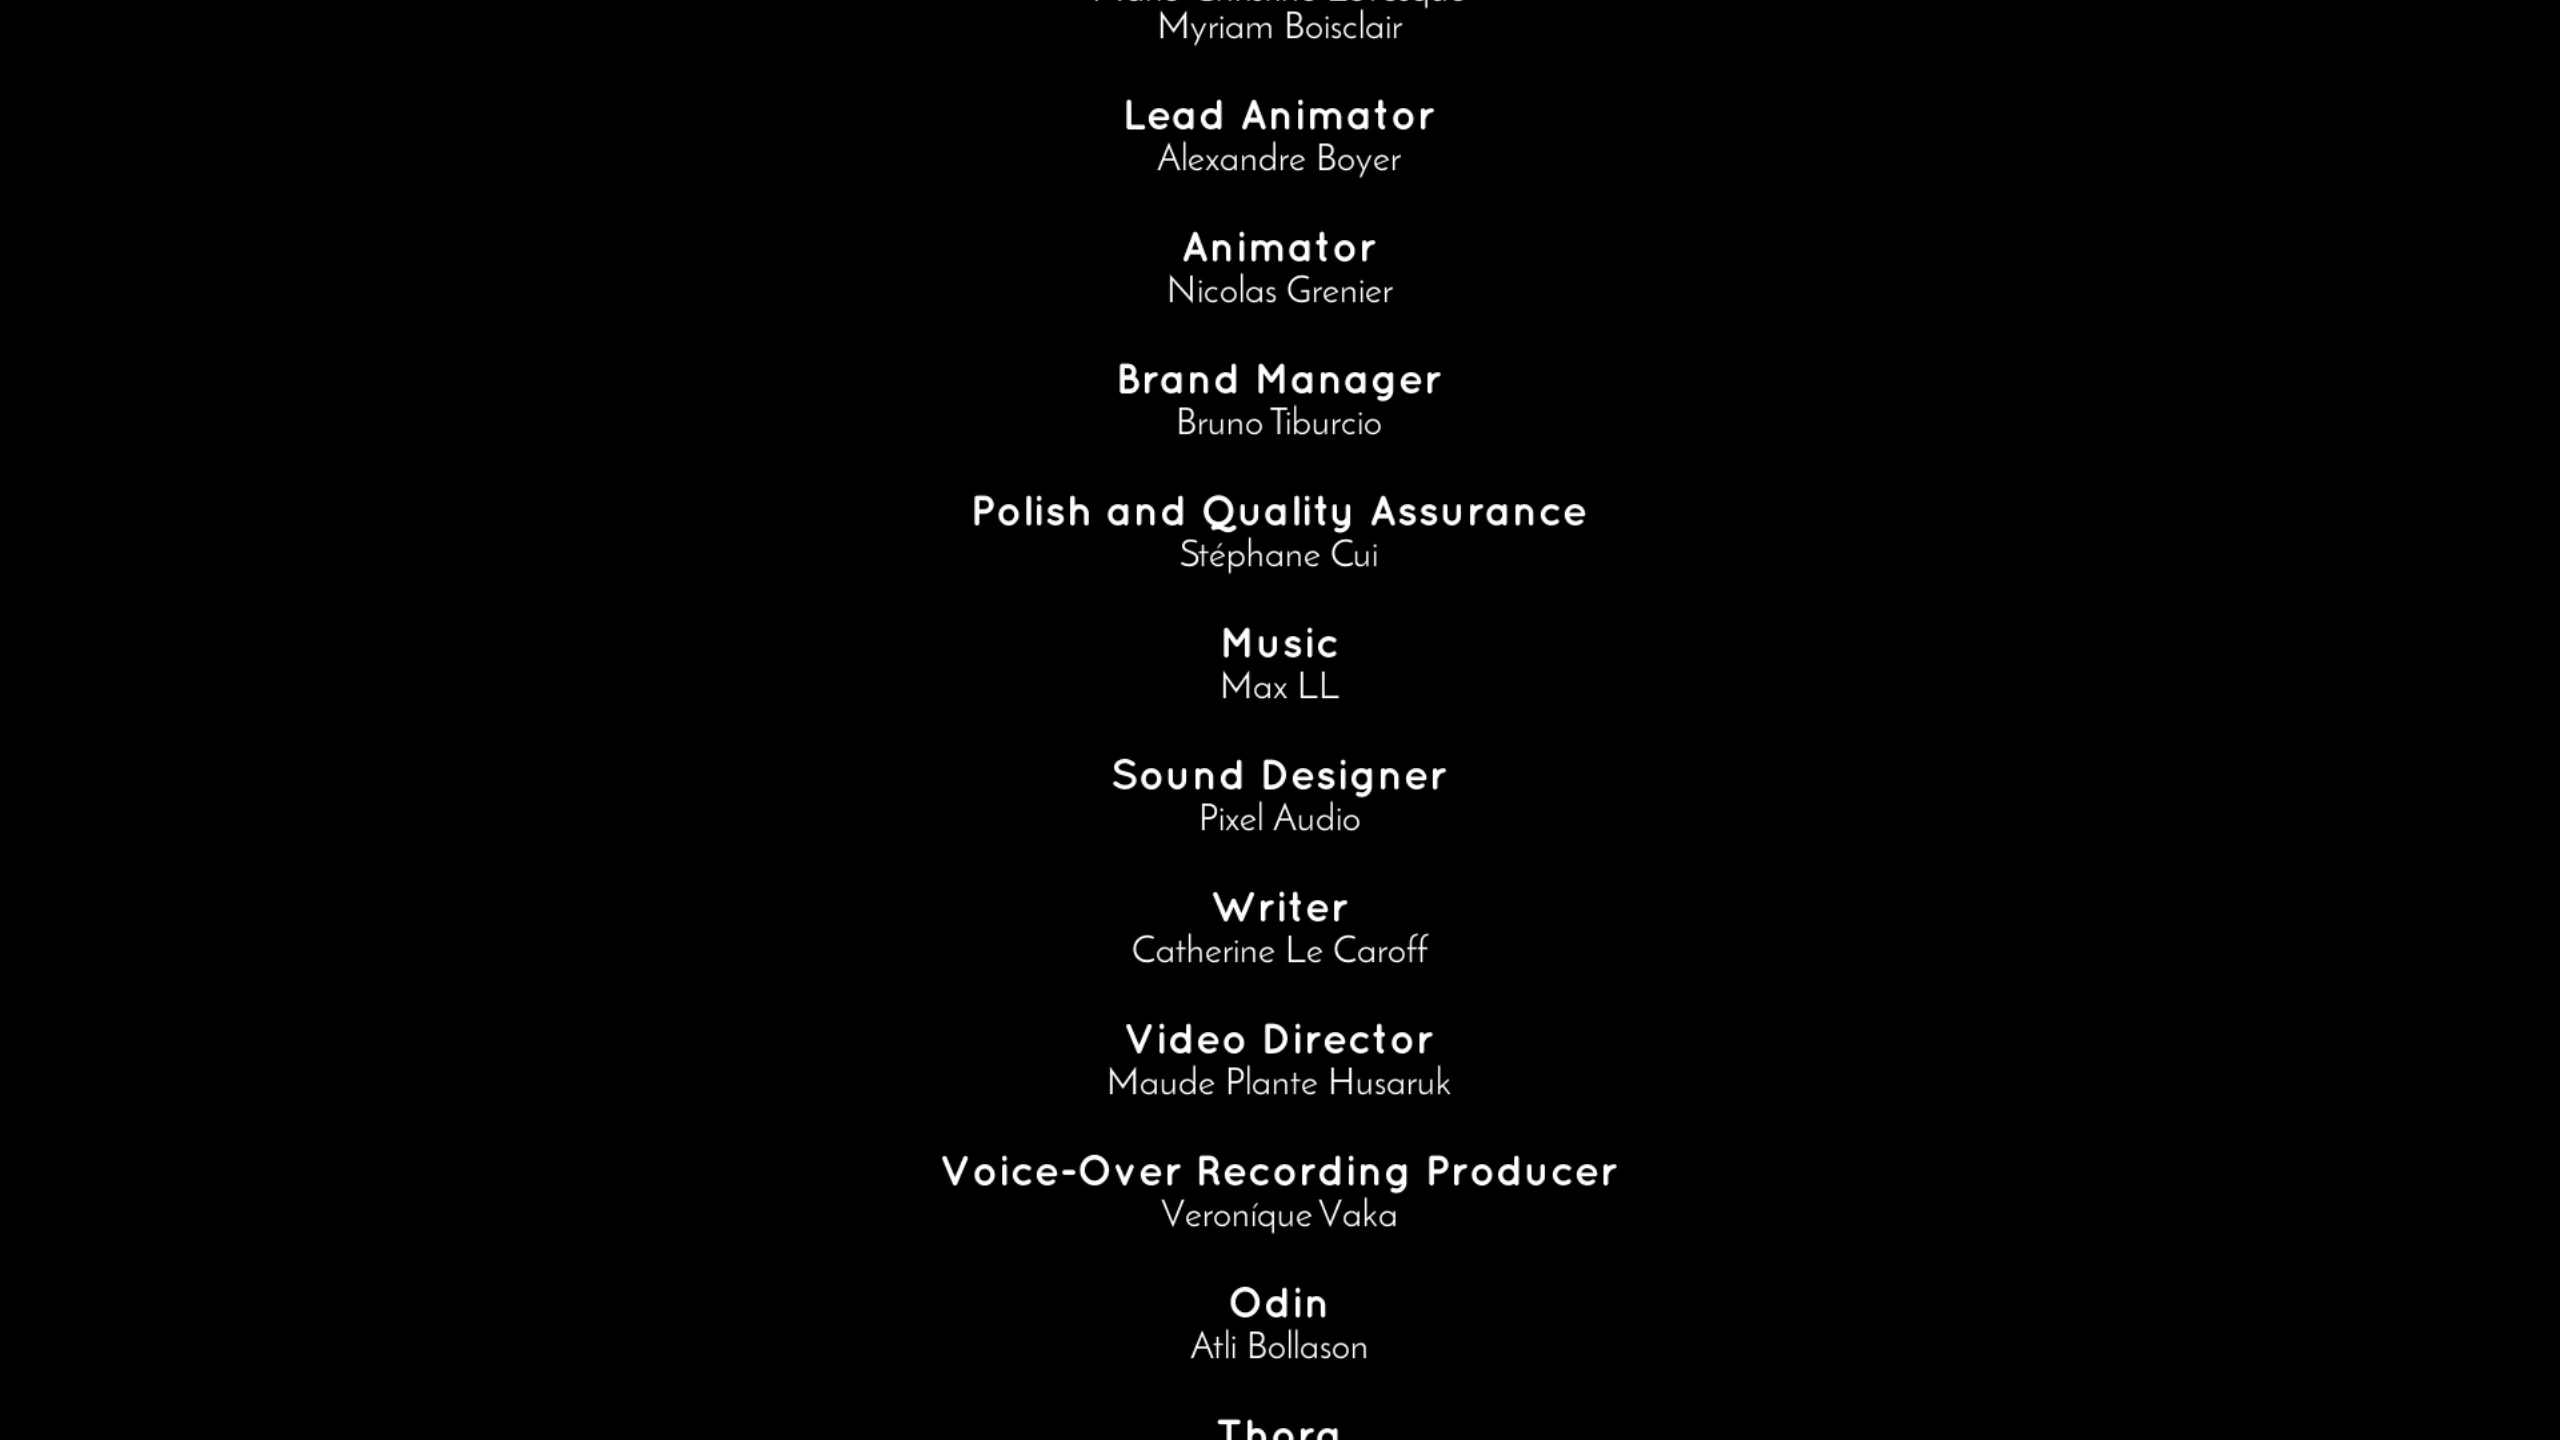 Myriam Boisclair
Lead Animator
Alexandre Boyer
Animator
Nicolas Grenier
Brand Manager
Bruno Tiburcio
Polish and Quality Assurance
Stéphane Cui
Music
Max LL
Sound Designer
Pixel Audio
Writer
Catherine Le Caroff
Video Director
Maude Plante Husaruk
Voice-Over Recording Producer
Veroníque Vaka
Odin
Atli Bollason
Thora